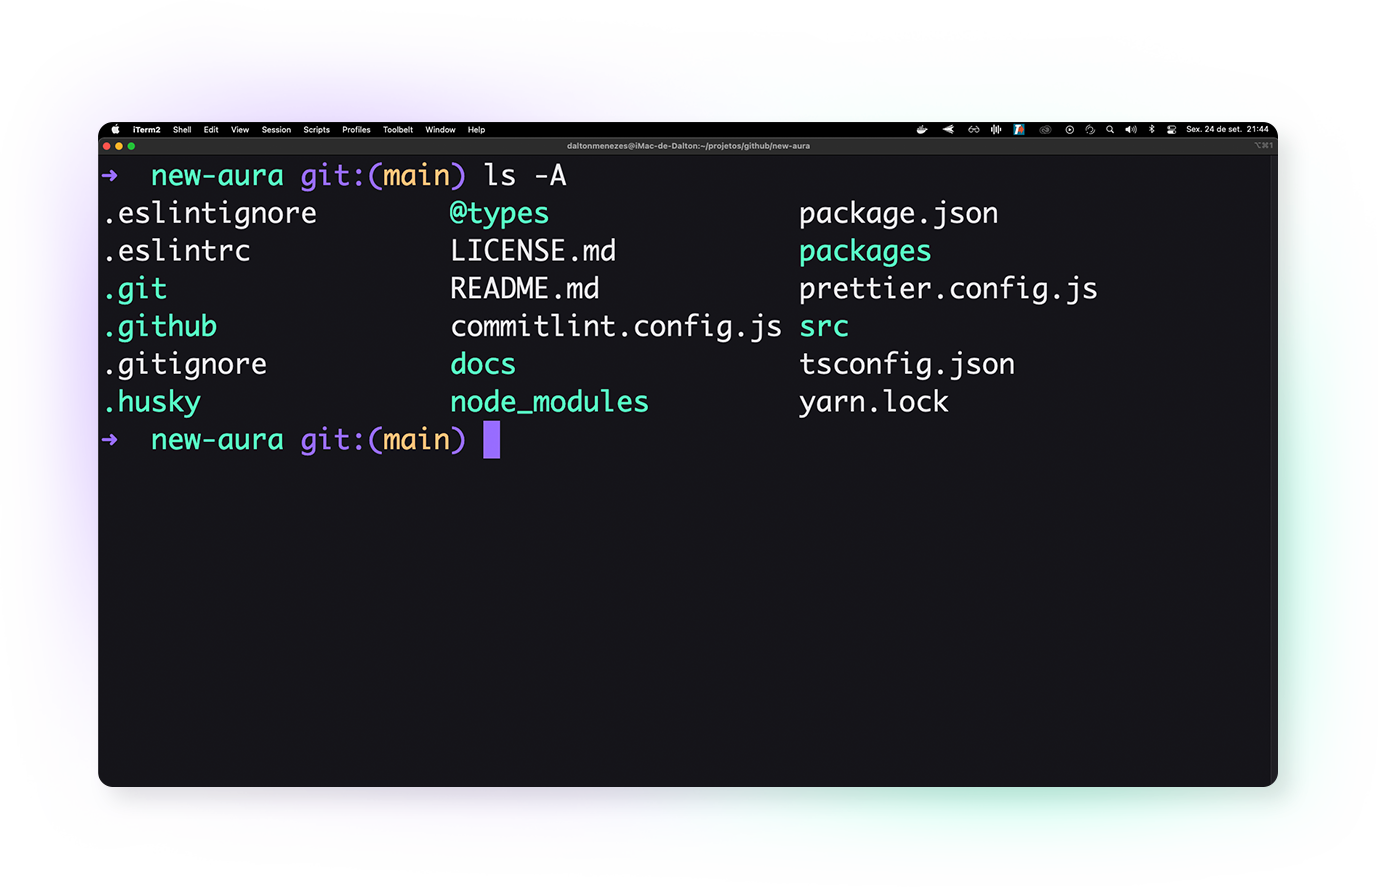 iTerm2 Shell Edit View Session Scripts Profiles Toolbelt Window Help Sex. 24 de set. 21:44
daltonmenezes@iMac-de-Dalton:~/projetos/github/new-aura ⌥⌘1
➜ new-aura git:(main) ls -A
.eslintignore @types package.json
.eslintrc LICENSE.md packages
.git README.md prettier.config.js
.github commitlint.config.js src
.gitignore docs tsconfig.json
.husky node_modules yarn.lock
➜ new-aura git:(main)